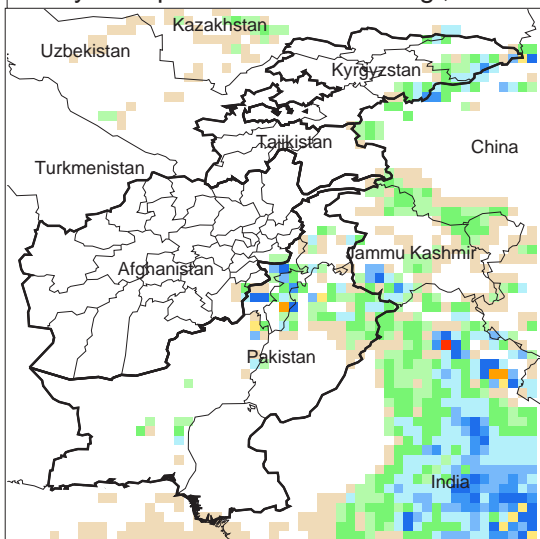 Kazakhstan
Uzbekistan
Kyrgyzstan
Tajikistan
China
Turkmenistan
Jammu Kashmir
Afghanistan
Pakistan
India